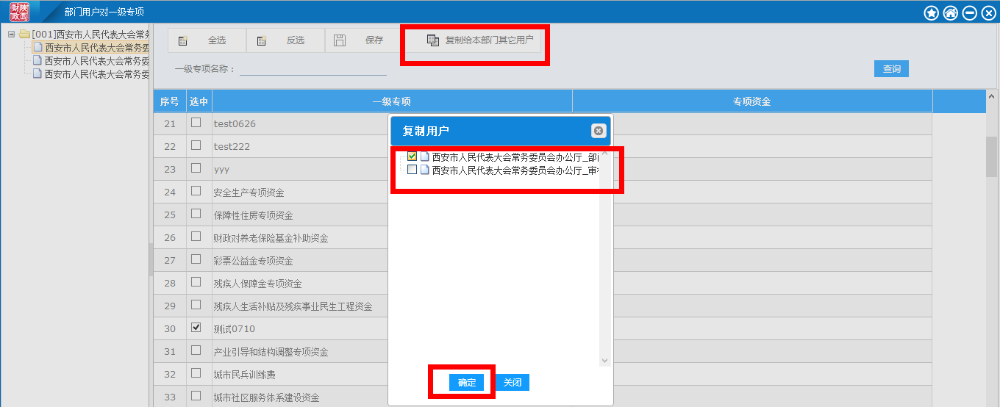 财陕政西
部门用户对一级专项
[001]西安市人民代表大会常务
西安市人民代表大会常务委
西安市人民代表大会常务委
西安市人民代表大会常务委
全选 反选 保存 复制给本部门其它用户
一级专项名称： 查询
序号 选中 一级专项 专项资金
21 test0626
22 test222
23 yyy
24 安全生产专项资金
25 保障性住房专项资金
26 财政对养老保险基金补助资金
27 彩票公益金专项资金
28 残疾人保障金专项资金
29 残疾人生活补贴及残疾事业民生工程资金
30 测试0710
31 产业引导和结构调整专项资金
32 城市民兵训练费
33 城市社区服务体系建设资金
复制用户
西安市人民代表大会常务委员会办公厅_部
西安市人民代表大会常务委员会办公厅_审
确定 关闭